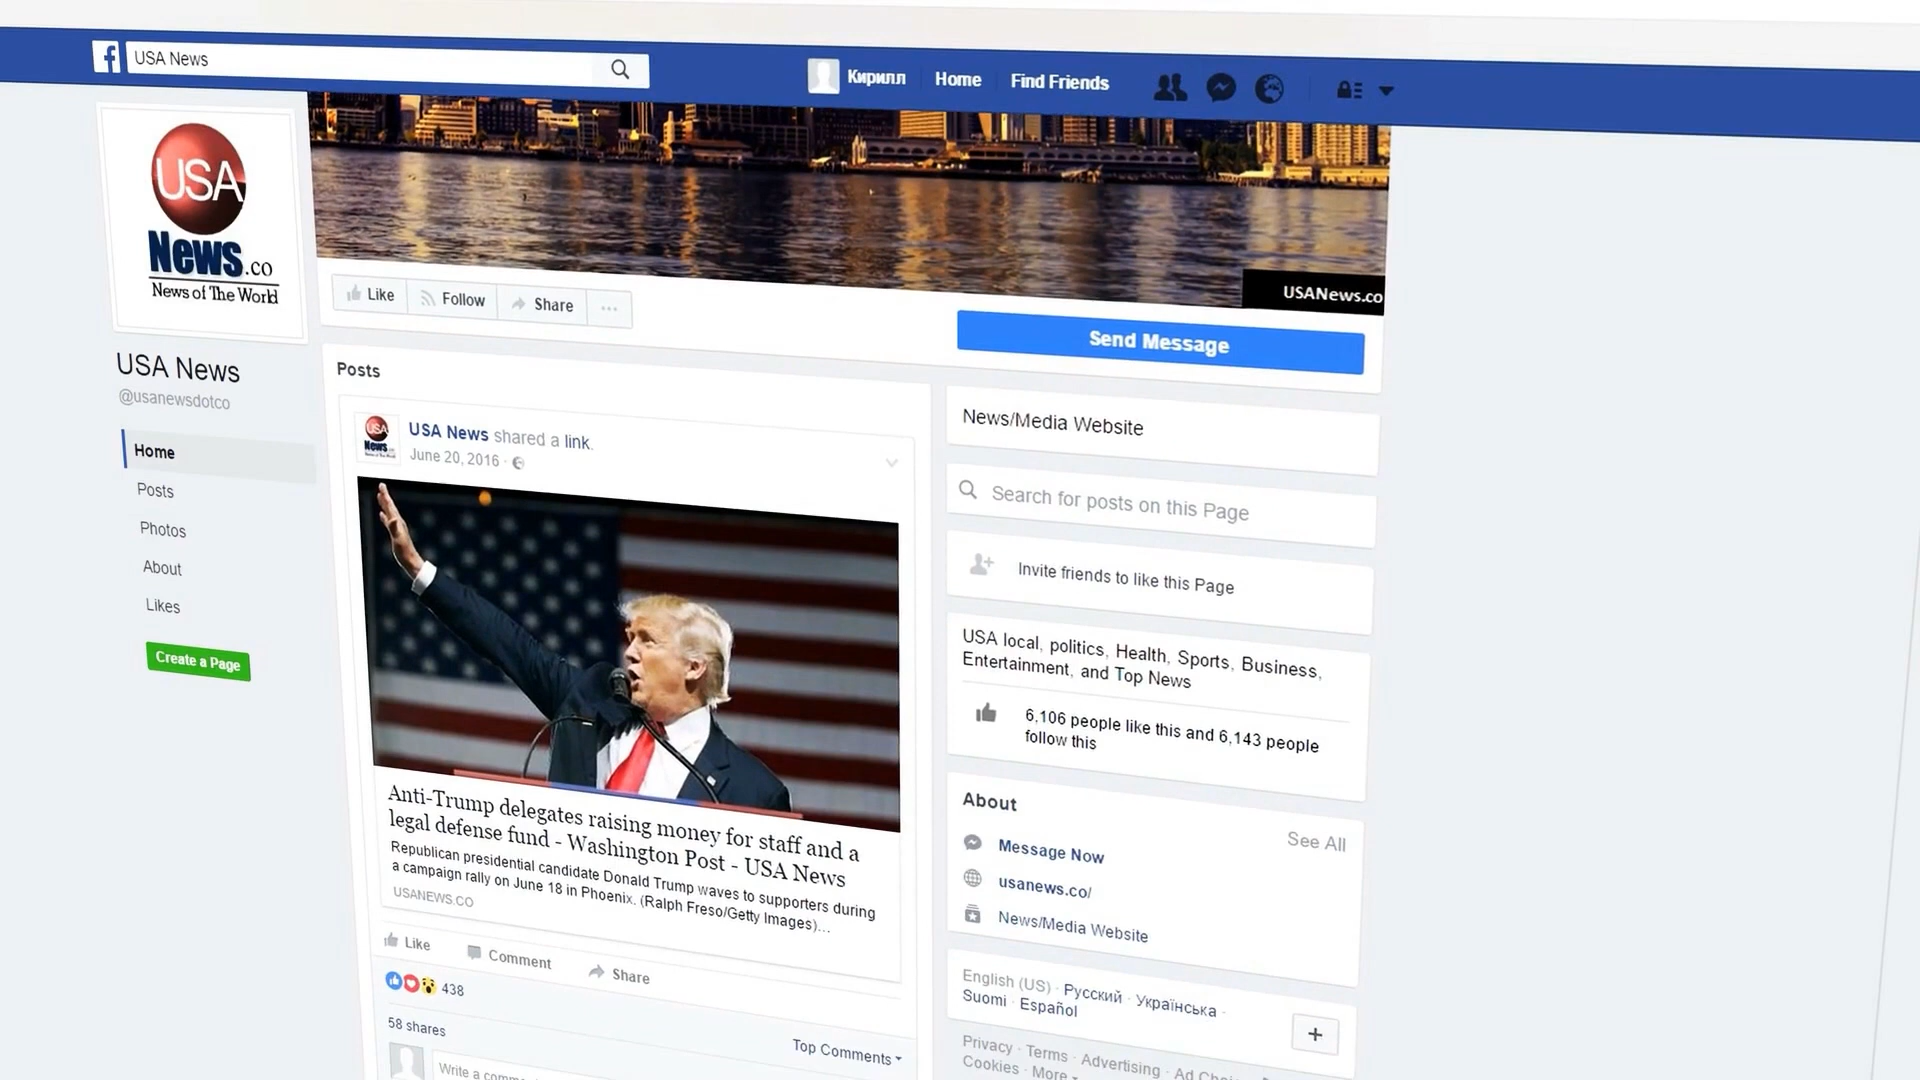 USA News
Кирилл
Home
Find Friends
USA
News.co
News of The World
USANews.co
Like
Follow
Share
Send Message
USA News
@usanewsdotco
Home
Posts
Photos
About
Likes
Create a Page
Posts
USA News shared a link.
June 20, 2016
Anti-Trump delegates raising money for staff and a
legal defense fund - Washington Post - USA News
Republican presidential candidate Donald Trump waves to supporters during
a campaign rally on June 18 in Phoenix. (Ralph Freso/Getty Images)...
USANEWS.CO
Like
Comment
Share
438
58 shares
Top Comments
Write a comm
News/Media Website
Search for posts on this Page
Invite friends to like this Page
USA local, politics, Health, Sports, Business,
Entertainment, and Top News
6,106 people like this and 6,143 people
follow this
About
See All
Message Now
usanews.co/
News/Media Website
English (US) · Русский · Українська ·
Suomi · Español
Privacy · Terms · Advertising · Ad
Cookies · More